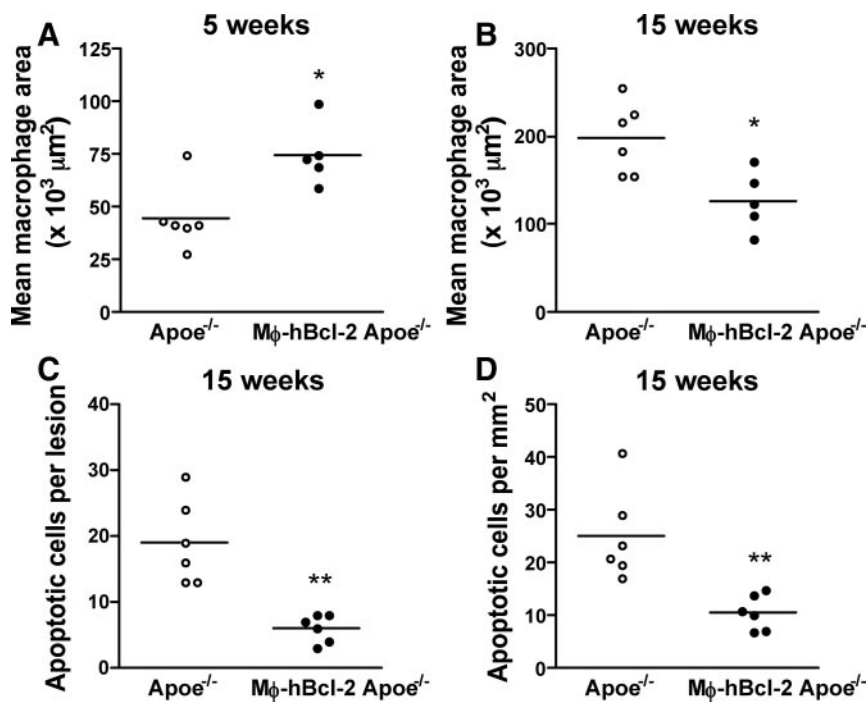 A
5 weeks
Mean macrophage area
(x 10³ μm²)
125
100
75
50
25
0
*
Apoe⁻/⁻
Mϕ-hBcl-2 Apoe⁻/⁻
B
15 weeks
Mean macrophage area
(x 10³ μm²)
300
200
100
0
*
Apoe⁻/⁻
Mϕ-hBcl-2 Apoe⁻/⁻
C
15 weeks
Apoptotic cells per lesion
40
30
20
10
0
**
Apoe⁻/⁻
Mϕ-hBcl-2 Apoe⁻/⁻
D
15 weeks
Apoptotic cells per mm²
50
40
30
20
10
0
**
Apoe⁻/⁻
Mϕ-hBcl-2 Apoe⁻/⁻